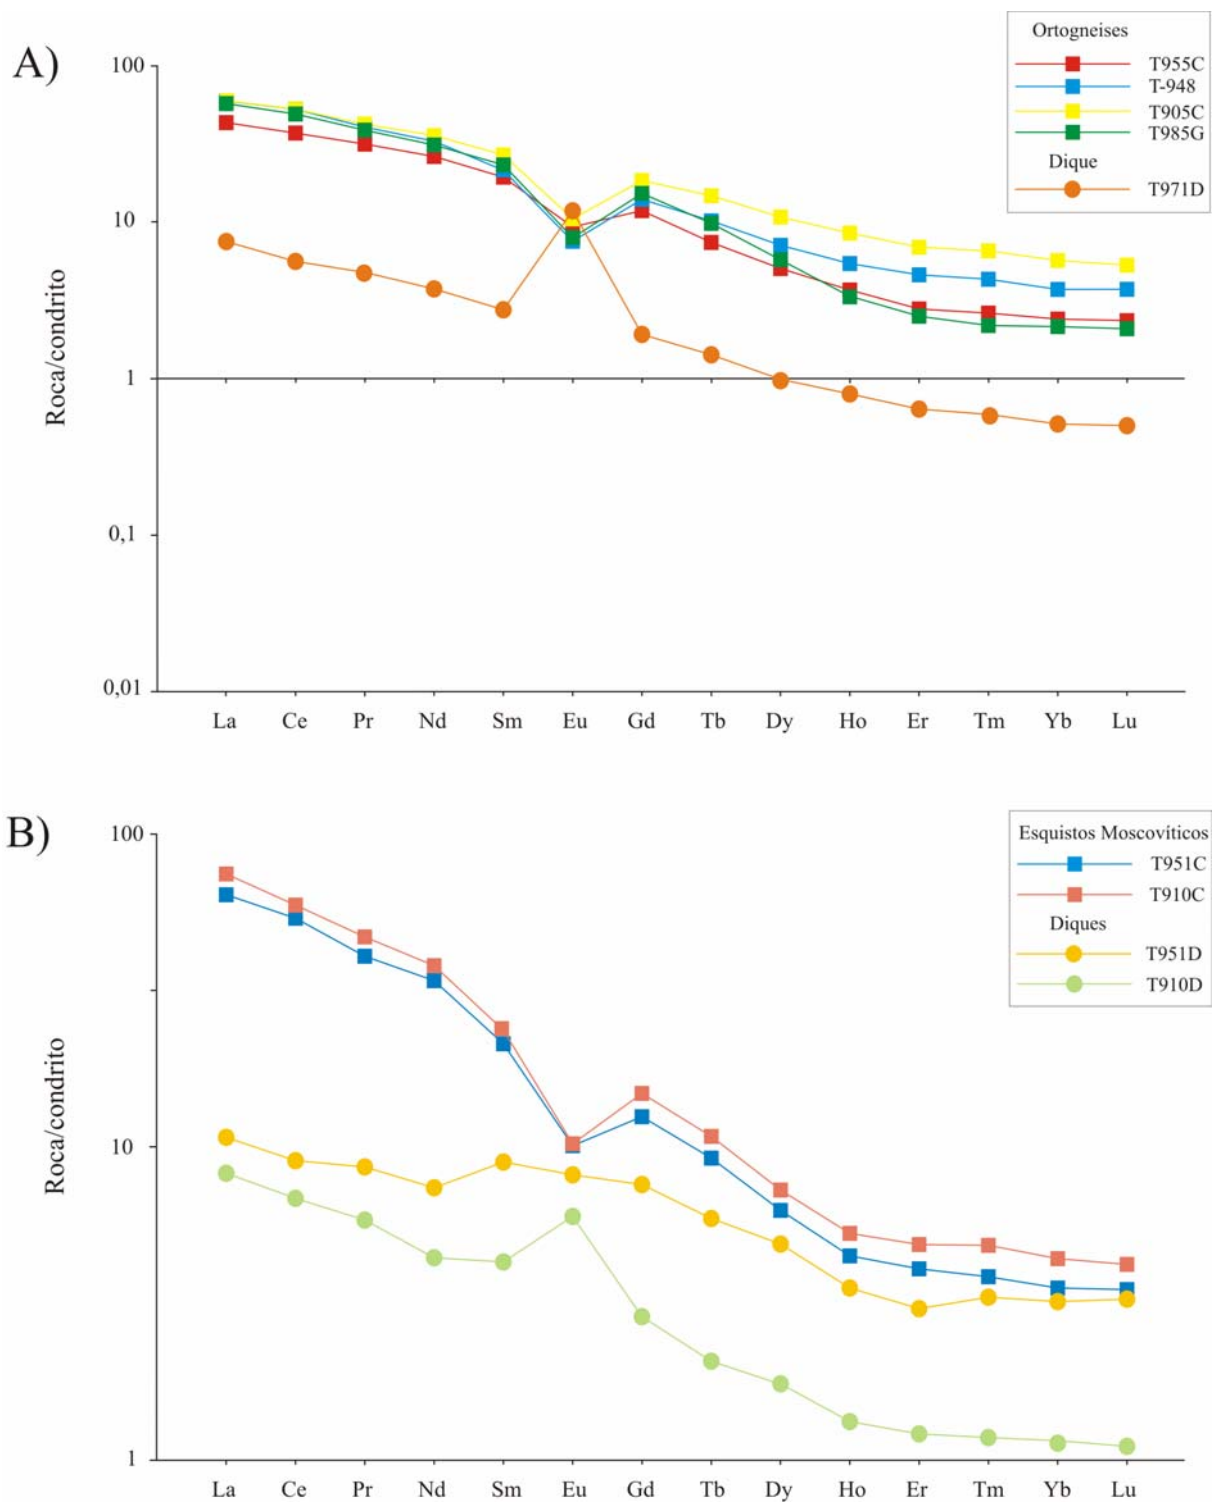 A)
Ortogneises
T955C
T-948
T905C
T985G
Dique
T971D
100
10
1
0,1
0,01
Roca/condrito
La Ce Pr Nd Sm Eu Gd Tb Dy Ho Er Tm Yb Lu
B)
Esquistos Moscovíticos
T951C
T910C
Diques
T951D
T910D
100
10
1
Roca/condrito
La Ce Pr Nd Sm Eu Gd Tb Dy Ho Er Tm Yb Lu